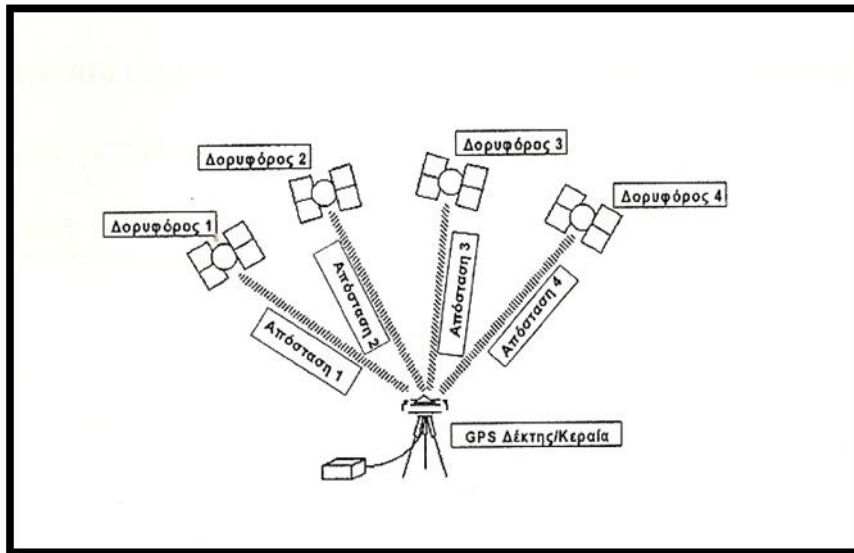 Δορυφόρος 1
Δορυφόρος 2
Δορυφόρος 3
Δορυφόρος 4
Απόσταση 1
Απόσταση 2
Απόσταση 3
Απόσταση 4
GPS Δέκτης/Κεραία